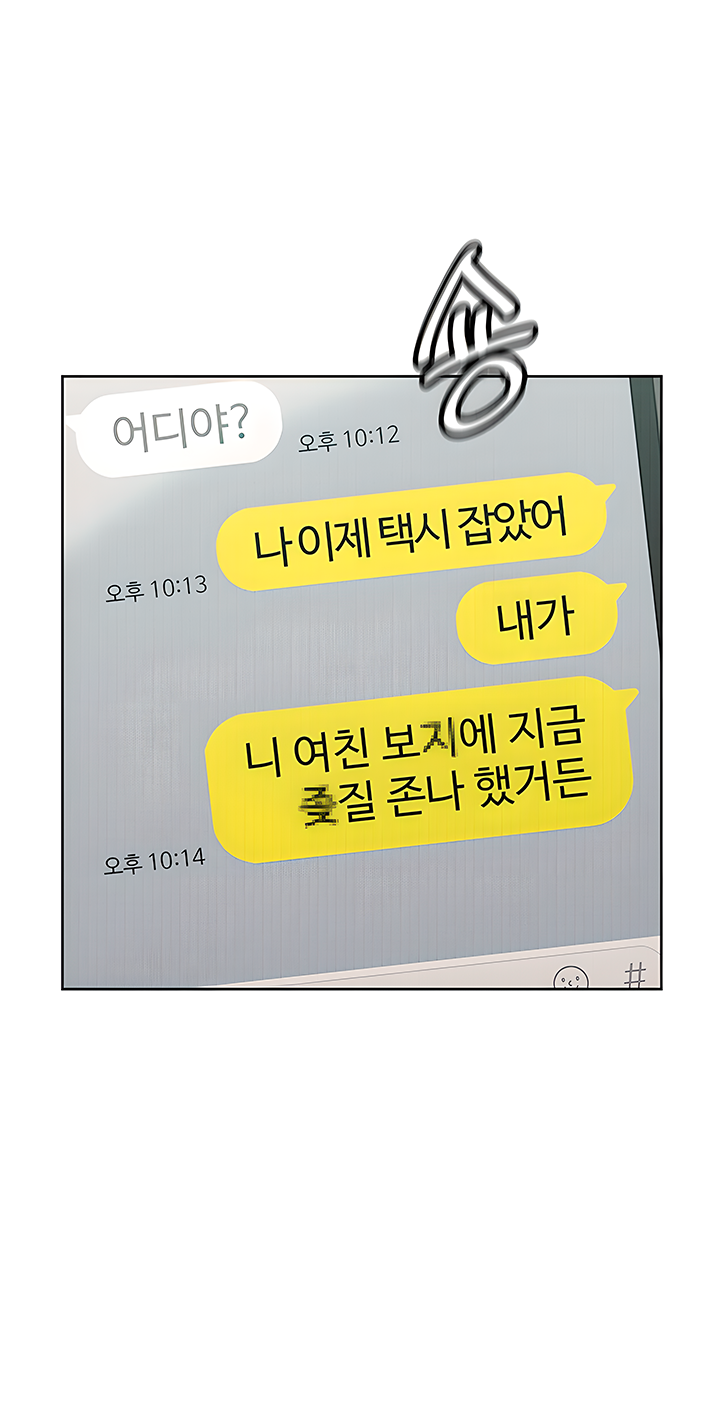 숑
어디야?
오후 10:12
나 이제 택시 잡았어
오후 10:13
내가
니 여친 보지에 지금
좆질 존나 했거든
오후 10:14
#